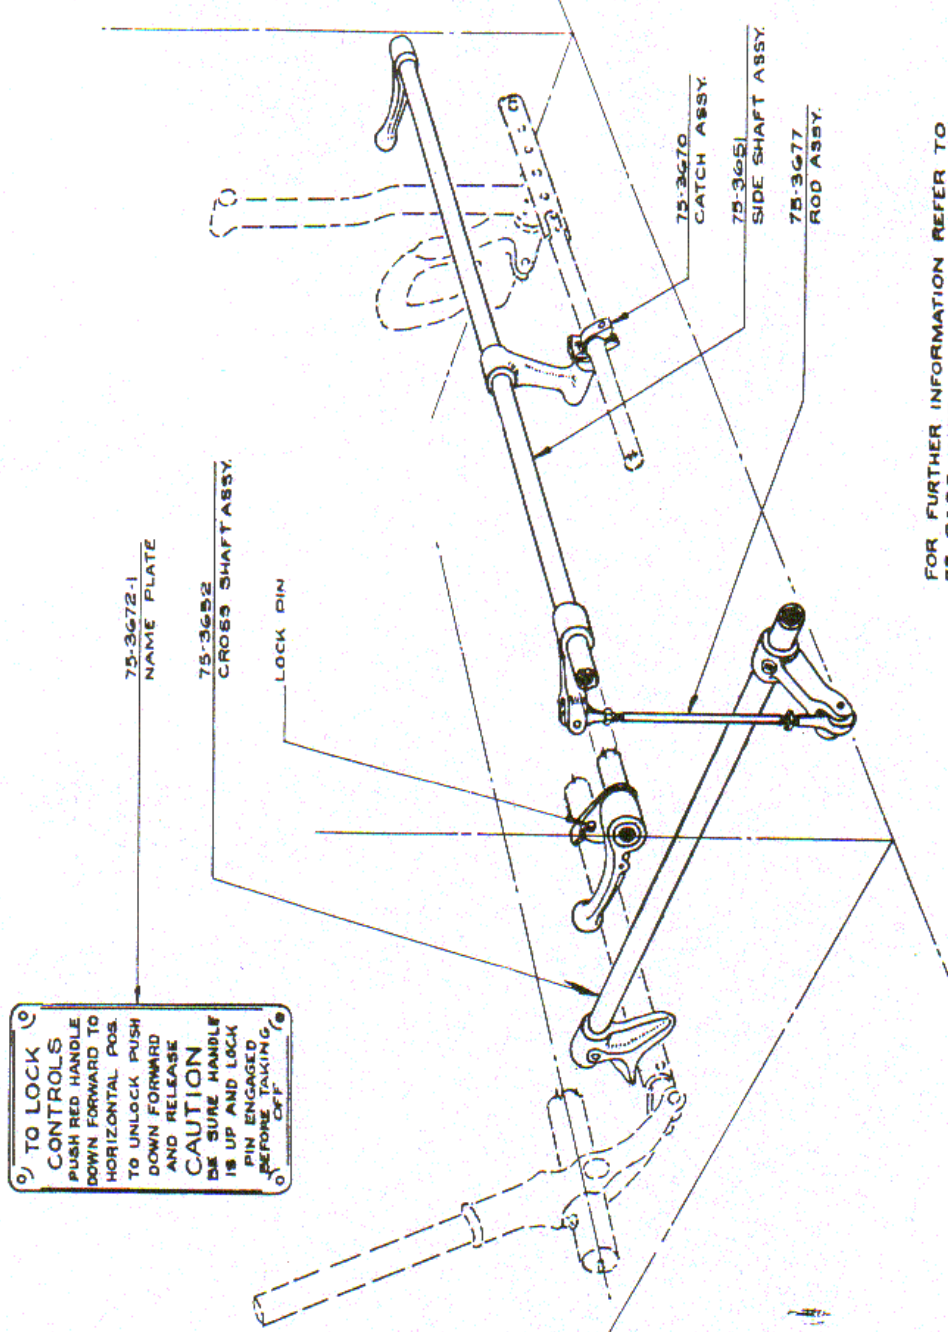 TO LOCK
CONTROLS
PUSH RED HANDLE
DOWN FORWARD TO
HORIZONTAL POS.
TO UNLOCK PUSH
DOWN FORWARD
AND RELEASE
CAUTION
BE SURE HANDLE
IS UP AND LOCK
PIN ENGAGED
BEFORE TAKING
OFF
75-3672-1
NAME PLATE
75-3652
CROSS SHAFT ASSY.
LOCK PIN
75-3670
CATCH ASSY.
75-3651
SIDE SHAFT ASSY.
75-3677
ROD ASSY.
FOR FURTHER INFORMATION REFER TO